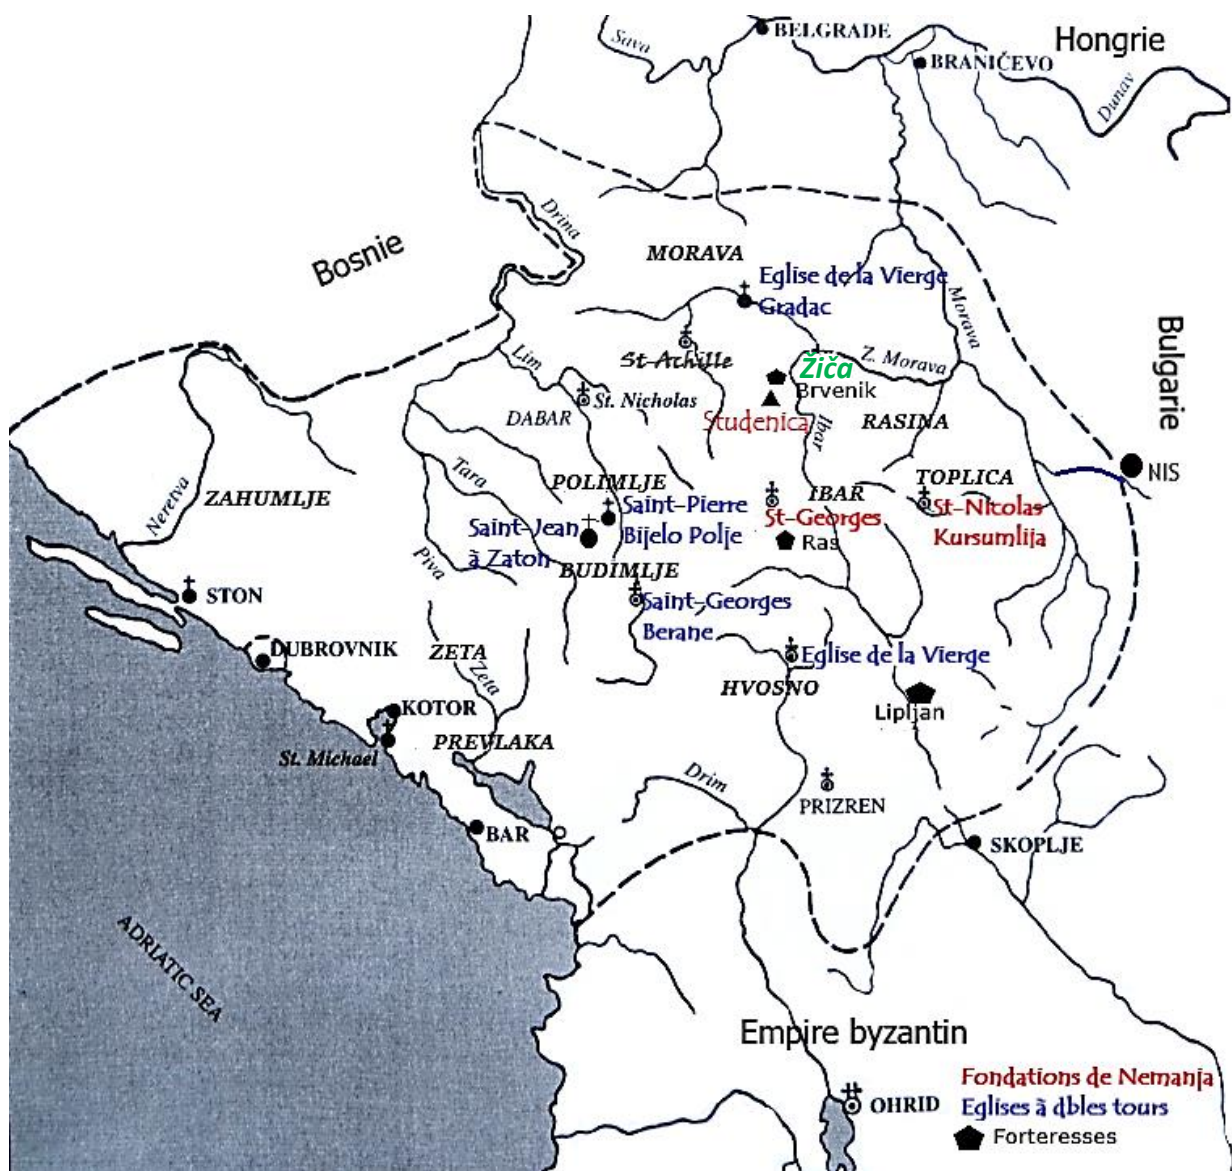 BELGRADE
Hongrie
Sava
BRANIČEVO
Dunav
Drina
Bosnie
MORAVA
Eglise de la Vierge
Gradac
Morava
Bulgarie
Lim
St Achille
Žiča
Z. Morava
Brvenik
St. Nicholas
DABAR
Studenica
Ibar
RASINA
Tara
POLIMLJE
IBAR
TOPLICA
NIS
Neretva
ZAHUMLJE
Saint-Pierre
Bijelo Polje
St-Georges
St-Nicolas
Kursumlija
Saint-Jean
à Zaton
Ras
Piva
BUDIMLJE
STON
Saint-Georges
Berane
DUBROVNIK
ZETA
Zeta
Eglise de la Vierge
HVOSNO
KOTOR
Lipljan
St. Michael
PREVLAKA
Drim
PRIZREN
BAR
SKOPLJE
ADRIATIC SEA
Empire byzantin
Fondations de Nemanja
OHRID
Eglises à dbles tours
Forteresses